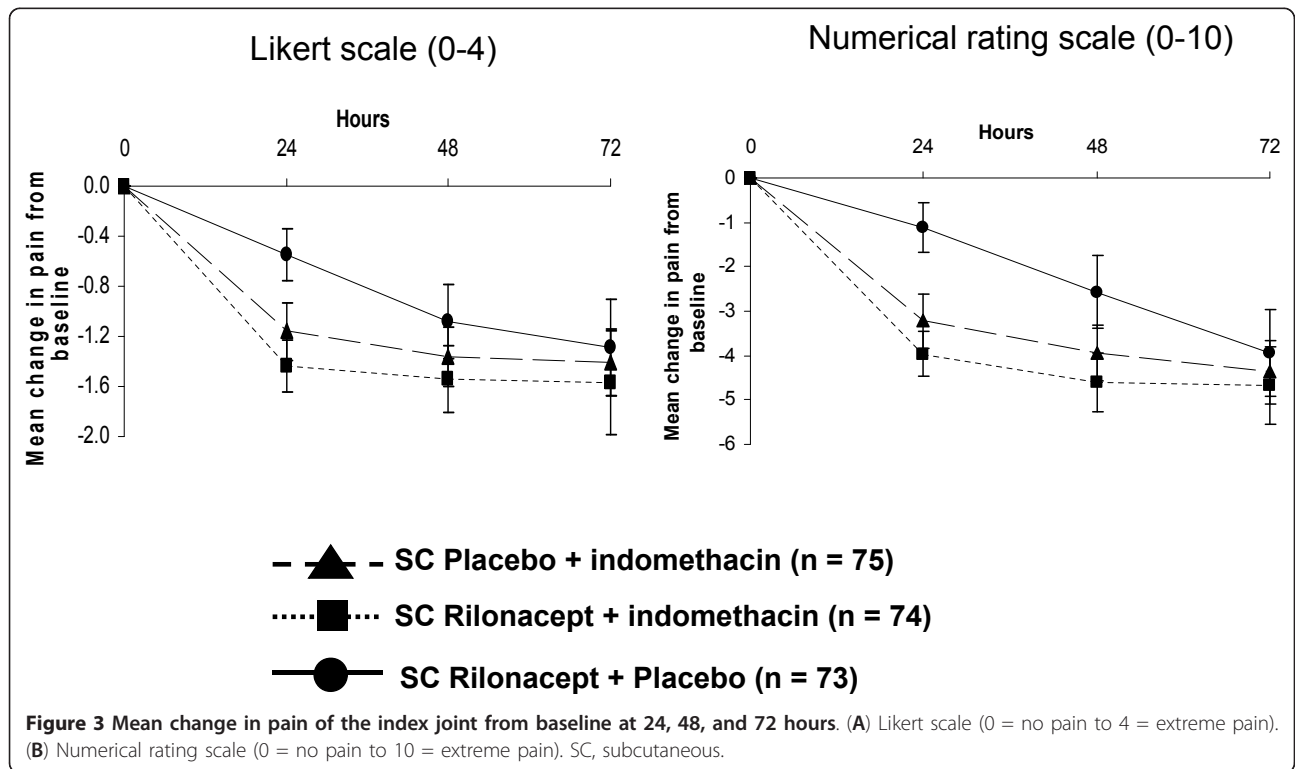 Likert scale (0-4)
Hours
0 24 48 72
0.0
-0.4
-0.8
-1.2
-1.6
-2.0
Mean change in pain from
baseline
Numerical rating scale (0-10)
Hours
0 24 48 72
0
-1
-2
-3
-4
-5
-6
Mean change in pain from
baseline
SC Placebo + indomethacin (n = 75)
SC Rilonacept + indomethacin (n = 74)
SC Rilonacept + Placebo (n = 73)
Figure 3 Mean change in pain of the index joint from baseline at 24, 48, and 72 hours. (A) Likert scale (0 = no pain to 4 = extreme pain).
(B) Numerical rating scale (0 = no pain to 10 = extreme pain). SC, subcutaneous.